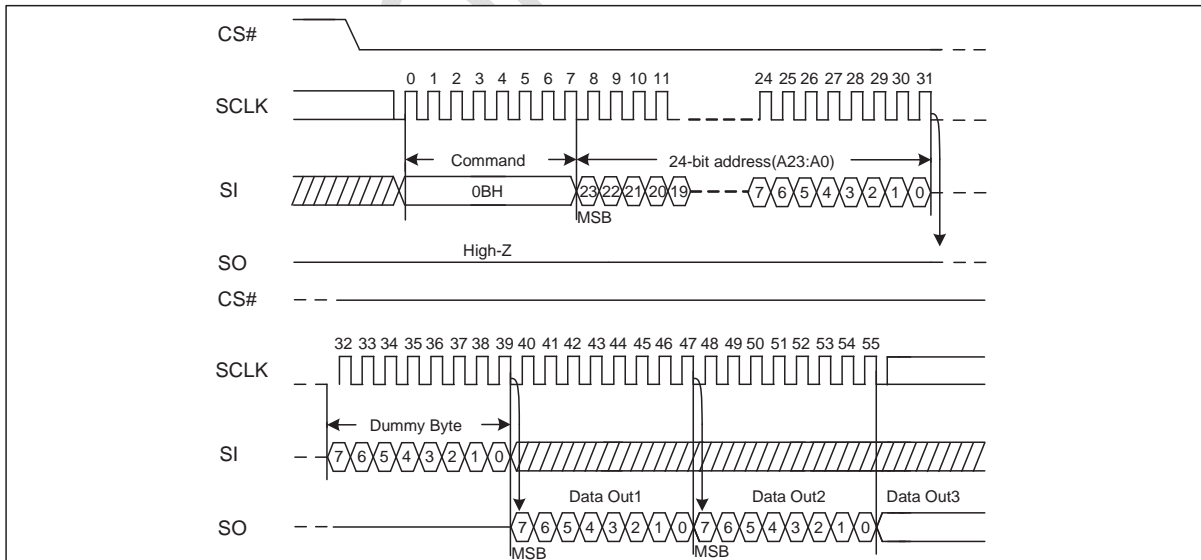 CS#
0 1 2 3 4 5 6 7 8 9 10 11 24 25 26 27 28 29 30 31
SCLK
Command 24-bit address(A23:A0)
SI 0BH 23 22 21 20 19 7 6 5 4 3 2 1 0
MSB
High-Z
SO
CS#
32 33 34 35 36 37 38 39 40 41 42 43 44 45 46 47 48 49 50 51 52 53 54 55
SCLK
Dummy Byte
SI 7 6 5 4 3 2 1 0
Data Out1 Data Out2 Data Out3
SO 7 6 5 4 3 2 1 0 7 6 5 4 3 2 1 0
MSB MSB